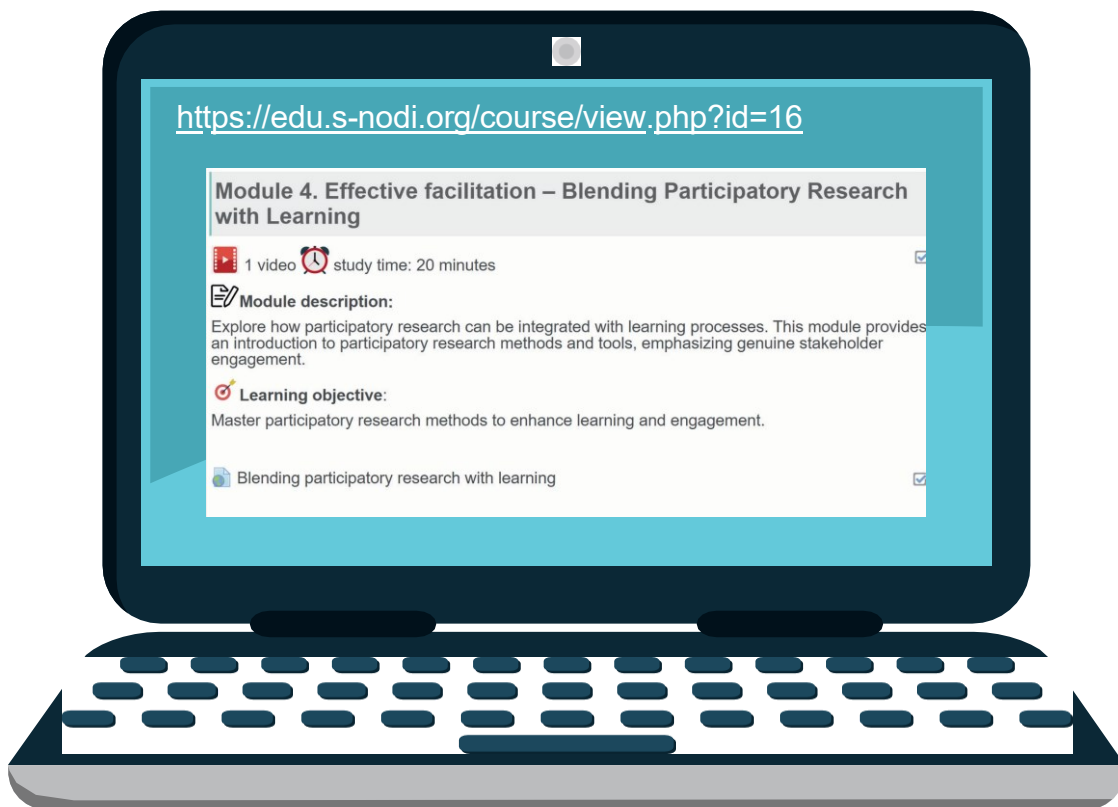 https://edu.s-nodi.org/course/view.php?id=16
Module 4. Effective facilitation – Blending Participatory Research
with Learning
1 video study time: 20 minutes
Module description:
Explore how participatory research can be integrated with learning processes. This module provides
an introduction to participatory research methods and tools, emphasizing genuine stakeholder
engagement.
Learning objective:
Master participatory research methods to enhance learning and engagement.
Blending participatory research with learning